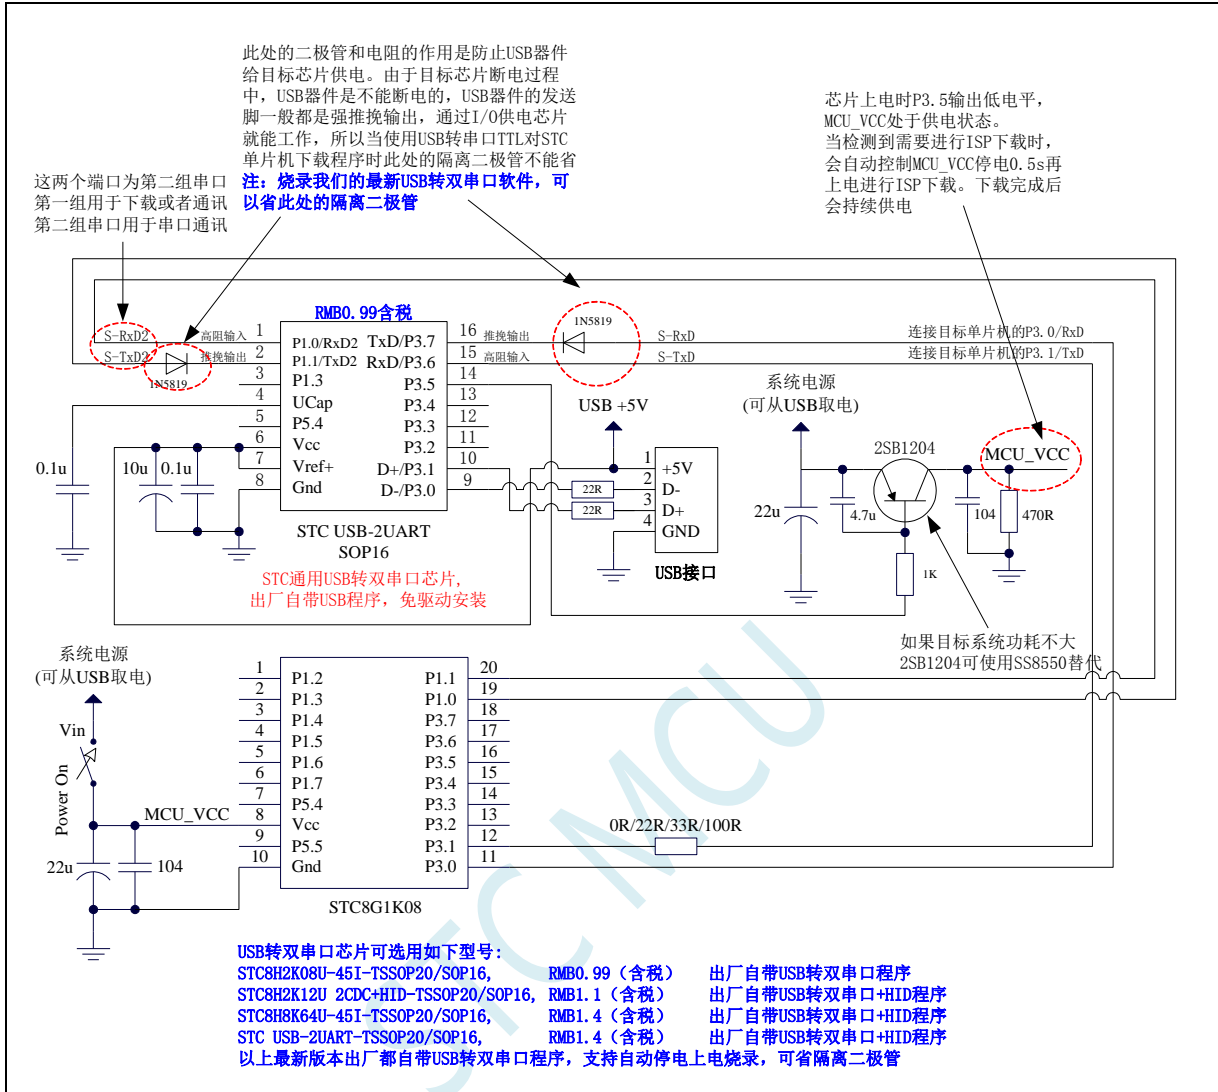 此处的二极管和电阻的作用是防止USB器件
给目标芯片供电。由于目标芯片断电过程
中，USB器件是不能断电的，USB器件的发送
脚一般都是强推挽输出，通过I/O供电芯片
就能工作，所以当使用USB转串口TTL对STC
单片机下载程序时此处的隔离二极管不能省
注：烧录我们的最新USB转双串口软件，可
以省此处的隔离二极管
芯片上电时P3.5输出低电平，
MCU_VCC处于供电状态。
当检测到需要进行ISP下载时，
会自动控制MCU_VCC停电0.5s再
上电进行ISP下载。下载完成后
会持续供电
这两个端口为第二组串口
第一组用于下载或者通讯
第二组串口用于串口通讯
RMB0.99含税
S-RxD2 高阻输入 1 P1.0/RxD2 TxD/P3.7 16 推挽输出 1N5819 S-RxD 连接目标单片机的P3.0/RxD
S-TxD2 1N5819 推挽输出 2 P1.1/TxD2 RxD/P3.6 15 高阻输入 S-TxD 连接目标单片机的P3.1/TxD
3 P1.3 P3.5 14
4 UCap P3.4 13
5 P5.4 P3.3 12
6 Vcc P3.2 11
7 Vref+ D+/P3.1 10
8 Gnd D-/P3.0 9
0.1u 10u 0.1u
STC USB-2UART
SOP16
STC通用USB转双串口芯片，
出厂自带USB程序，免驱动安装
USB +5V
1 +5V
2 D-
3 D+
4 GND
22R
22R
USB接口
系统电源
(可从USB取电)
2SB1204
MCU_VCC
22u 4.7u 104 470R
1K
如果目标系统功耗不大
2SB1204可使用SS8550替代
系统电源
(可从USB取电)
Vin
Power On
MCU_VCC
22u 104
1 P1.2 P1.1 20
2 P1.3 P1.0 19
3 P1.4 P3.7 18
4 P1.5 P3.6 17
5 P1.6 P3.5 16
6 P1.7 P3.4 15
7 P5.4 P3.3 14
8 Vcc P3.2 13
9 P5.5 P3.1 12
10 Gnd P3.0 11
0R/22R/33R/100R
STC8G1K08
STC MCU
USB转双串口芯片可选用如下型号：
STC8H2K08U-45I-TSSOP20/SOP16, RMB0.99（含税） 出厂自带USB转双串口程序
STC8H2K12U 2CDC+HID-TSSOP20/SOP16, RMB1.1（含税） 出厂自带USB转双串口+HID程序
STC8H8K64U-45I-TSSOP20/SOP16, RMB1.4（含税） 出厂自带USB转双串口+HID程序
STC USB-2UART-TSSOP20/SOP16, RMB1.4（含税） 出厂自带USB转双串口+HID程序
以上最新版本出厂都自带USB转双串口程序，支持自动停电上电烧录，可省隔离二极管